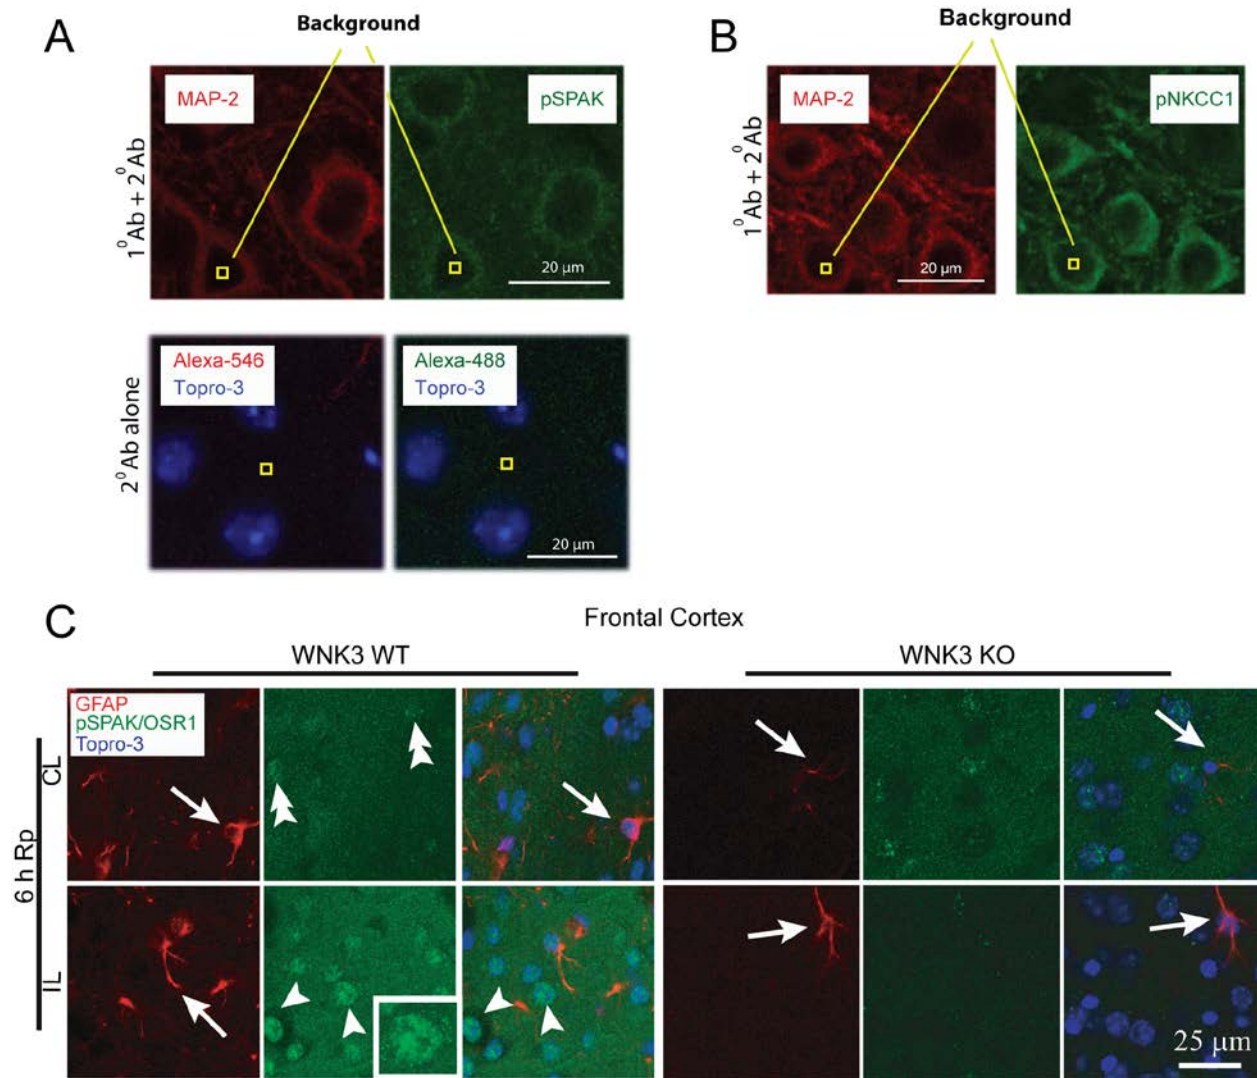 A
Background
MAP-2
pSPAK
1⁰Ab + 2⁰Ab
20 µm
Alexa-546
Topro-3
Alexa-488
Topro-3
2⁰Ab alone
20 µm
B
Background
MAP-2
pNKCC1
1⁰Ab + 2⁰Ab
20 µm
C
Frontal Cortex
WNK3 WT
WNK3 KO
GFAP
pSPAK/OSR1
Topro-3
6 h Rp
CL
IL
25 µm